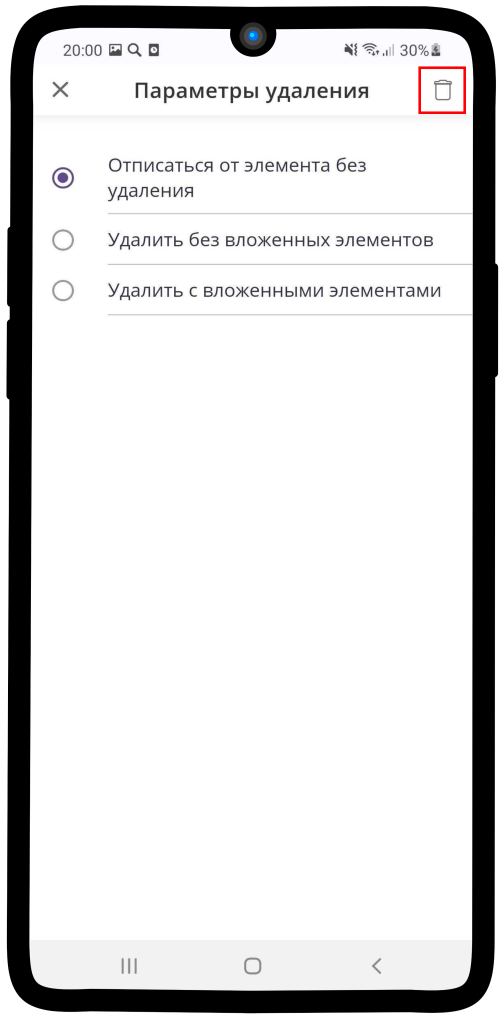 20:00 30%
Параметры удаления
Отписаться от элемента без
удаления
Удалить без вложенных элементов
Удалить с вложенными элементами